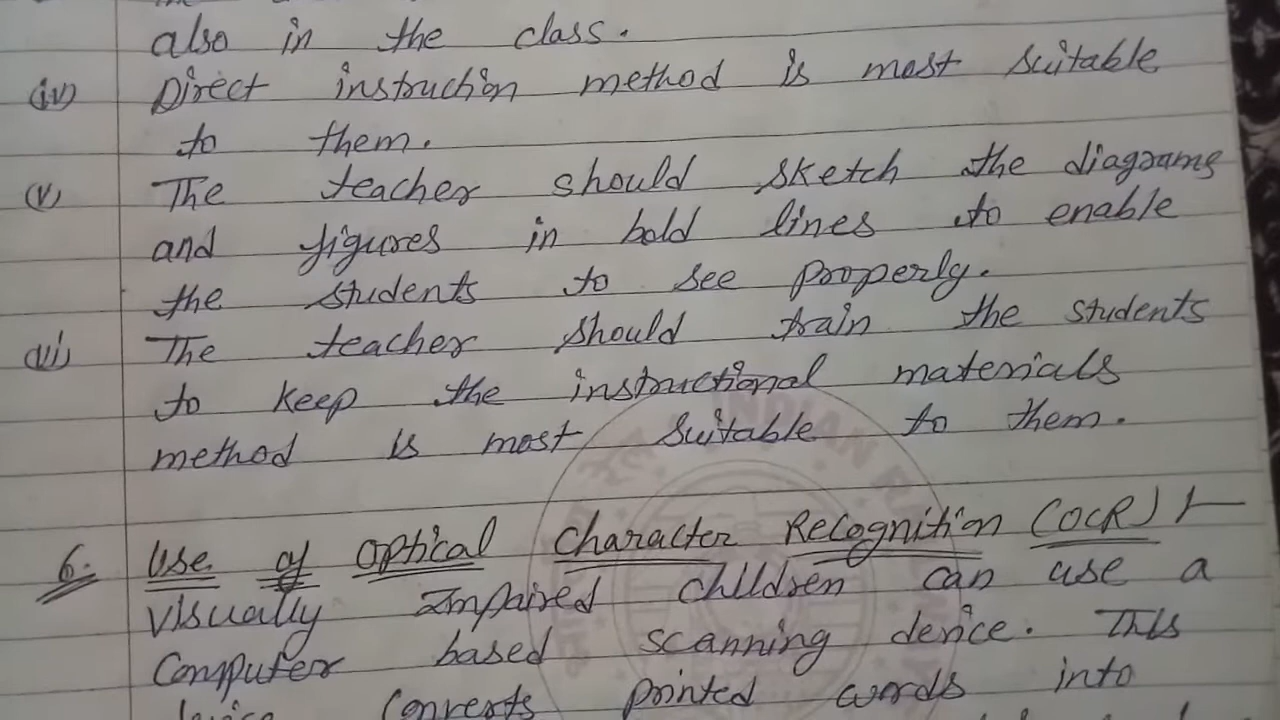 also in the class.
(iv) Direct instruction method is most suitable
to them.
(v) The teacher should sketch the diagrams
and figures in bold lines to enable
the students to see properly.
(vi) The teacher should train the students
to keep the instructional materials
method is most suitable to them.
6. Use of Optical Character Recognition (OCR) :-
Visually Impaired children can use a
Computer based scanning device. This
device converts printed words into
INDIAN RAILWAY